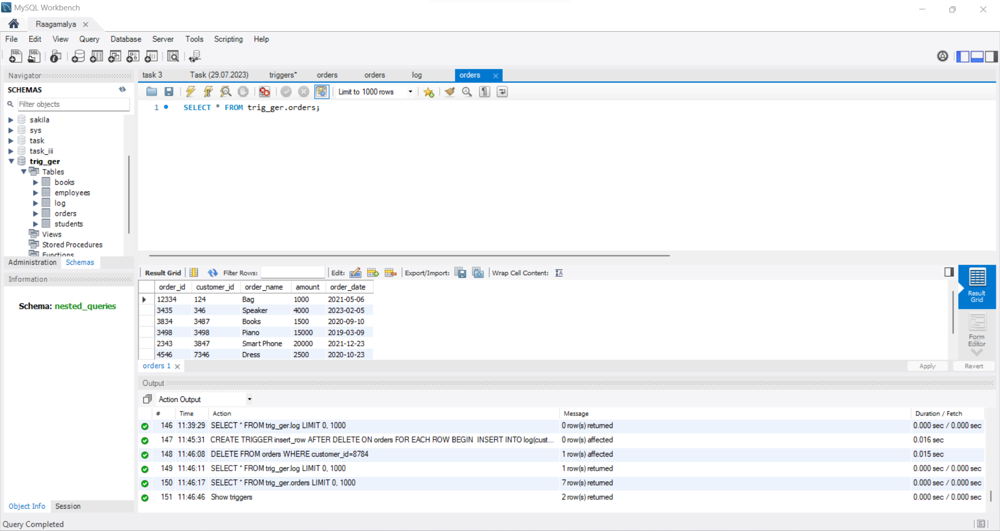 MySQL Workbench
Raagamalya
File Edit View Query Database Server Tools Scripting Help
Navigator
SCHEMAS
Filter objects
sakila
sys
task
task_iii
trig_ger
Tables
books
employees
log
orders
students
Views
Stored Procedures
Functions
Administration Schemas
Information
Schema: nested_queries
Object Info Session
task 3 Task (29.07.2023) triggers* orders orders log orders
Limit to 1000 rows
1 SELECT * FROM trig_ger.orders;
Result Grid Filter Rows: Edit: Export/Import: Wrap Cell Content:
order_id customer_id order_name amount order_date
12334 124 Bag 1000 2021-05-06
3435 346 Speaker 4000 2023-02-05
3834 3487 Books 1500 2020-09-10
3498 3498 Piano 15000 2019-03-09
2343 3847 Smart Phone 20000 2021-12-23
4546 7346 Dress 2500 2020-10-23
Result
Grid
Form
Editor
orders 1
Apply Revert
Output
Action Output
# Time Action Message Duration / Fetch
146 11:39:29 SELECT * FROM trig_ger.log LIMIT 0, 1000 0 row(s) returned 0.000 sec / 0.000 sec
147 11:45:31 CREATE TRIGGER insert_row AFTER DELETE ON orders FOR EACH ROW BEGIN INSERT INTO log(cust... 0 row(s) affected 0.016 sec
148 11:46:08 DELETE FROM orders WHERE customer_id=8784 1 row(s) affected 0.015 sec
149 11:46:11 SELECT * FROM trig_ger.log LIMIT 0, 1000 1 row(s) returned 0.000 sec / 0.000 sec
150 11:46:17 SELECT * FROM trig_ger.orders LIMIT 0, 1000 7 row(s) returned 0.000 sec / 0.000 sec
151 11:46:46 Show triggers 2 row(s) returned 0.000 sec / 0.000 sec
Query Completed